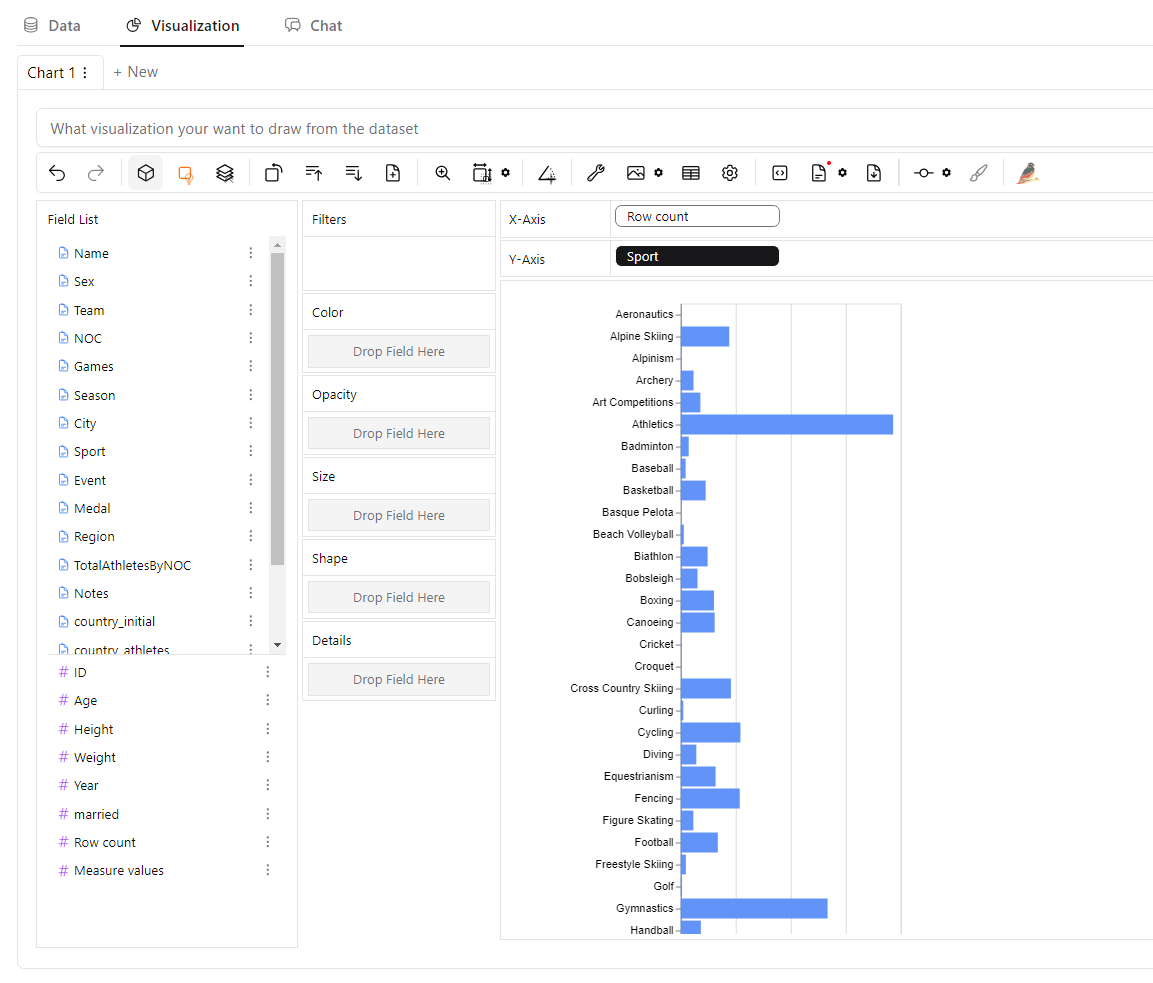 Data
Visualization
Chat
Chart 1
+ New
What visualization your want to draw from the dataset
Field List
Name
Sex
Team
NOC
Games
Season
City
Sport
Event
Medal
Region
TotalAthletesByNOC
Notes
country_initial
country_athletes
# ID
# Age
# Height
# Weight
# Year
# married
# Row count
# Measure values
Filters
Color
Drop Field Here
Opacity
Drop Field Here
Size
Drop Field Here
Shape
Drop Field Here
Details
Drop Field Here
X-Axis
Row count
Y-Axis
Sport
Aeronautics
Alpine Skiing
Alpinism
Archery
Art Competitions
Athletics
Badminton
Baseball
Basketball
Basque Pelota
Beach Volleyball
Biathlon
Bobsleigh
Boxing
Canoeing
Cricket
Croquet
Cross Country Skiing
Curling
Cycling
Diving
Equestrianism
Fencing
Figure Skating
Football
Freestyle Skiing
Golf
Gymnastics
Handball